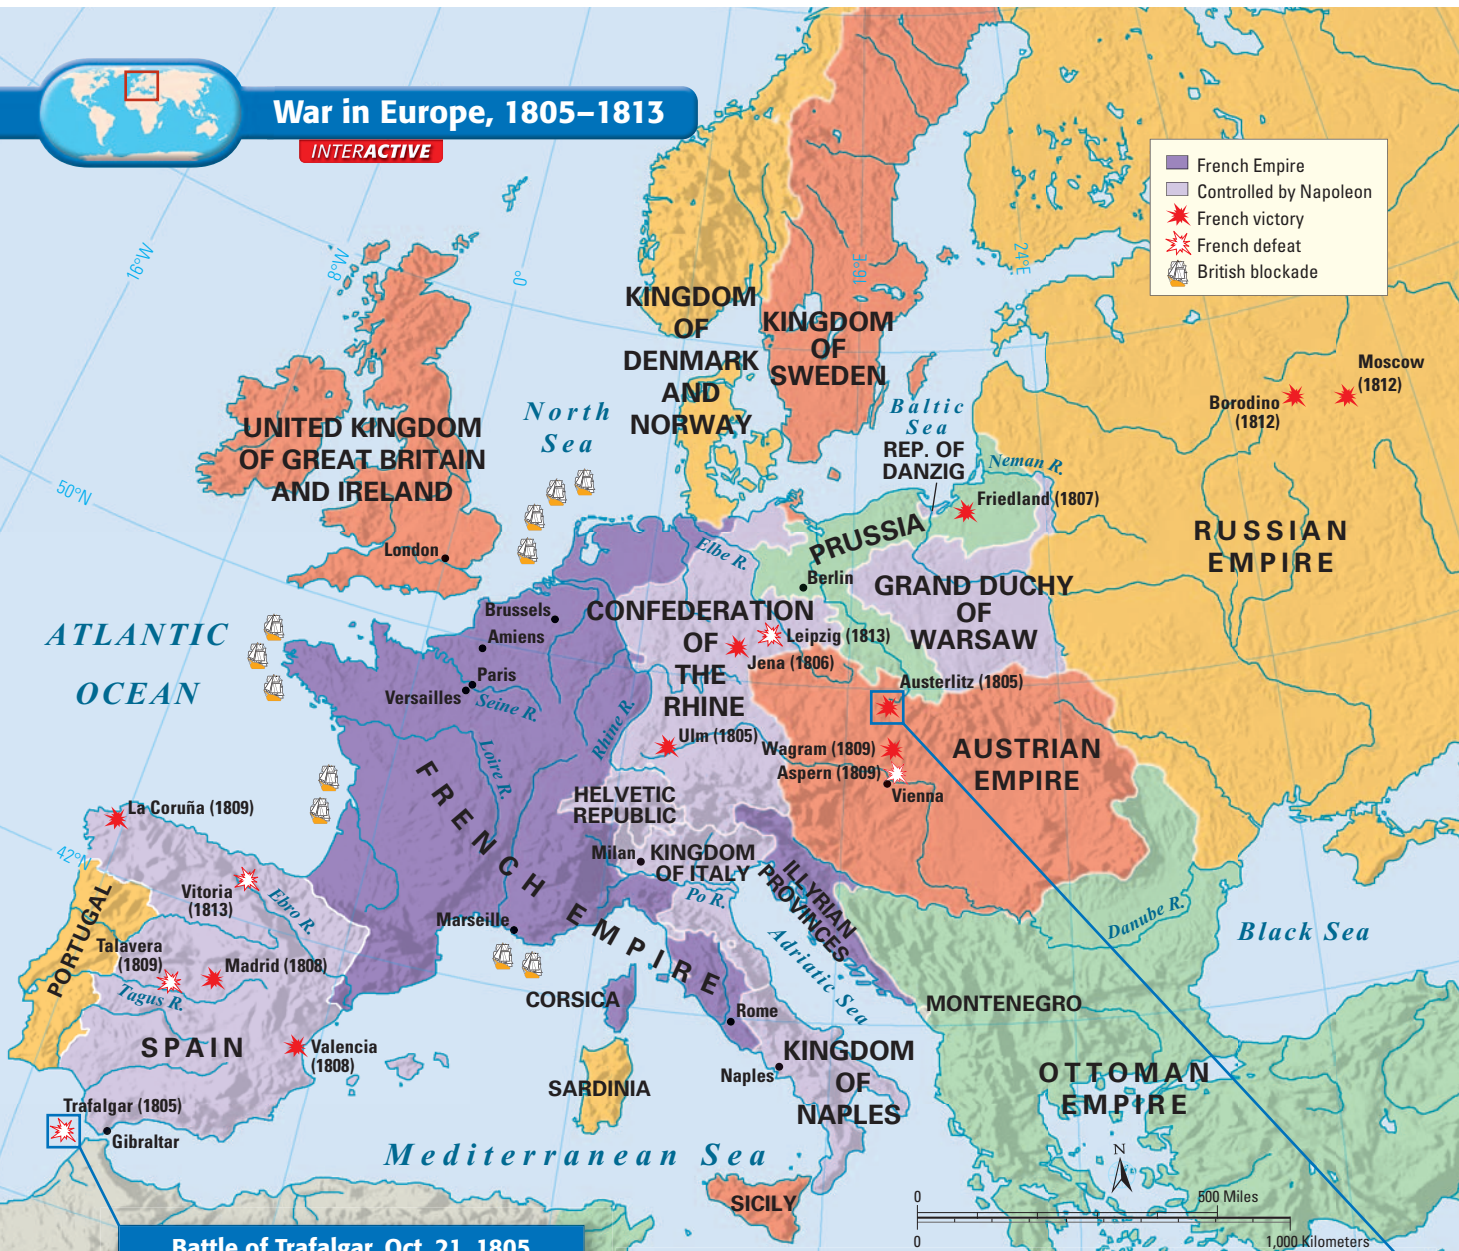 War in Europe, 1805–1813
INTERACTIVE
French Empire
Controlled by Napoleon
French victory
French defeat
British blockade
16°W
8°W
0°
16°E
24°E
50°N
42°N
KINGDOM
OF
DENMARK
AND
NORWAY
KINGDOM
OF
SWEDEN
Moscow
(1812)
Borodino
(1812)
North
Sea
Baltic
Sea
REP. OF
DANZIG
Neman R.
Friedland (1807)
UNITED KINGDOM
OF GREAT BRITAIN
AND IRELAND
London
RUSSIAN
EMPIRE
PRUSSIA
Elbe R.
Berlin
GRAND DUCHY
OF
WARSAW
ATLANTIC
OCEAN
Brussels
Amiens
Paris
Versailles
Seine R.
Loire R.
Rhine R.
CONFEDERATION
OF
THE
RHINE
Leipzig (1813)
Jena (1806)
Austerlitz (1805)
Ulm (1805)
Wagram (1809)
Aspern (1809)
Vienna
AUSTRIAN
EMPIRE
FRENCH EMPIRE
HELVETIC
REPUBLIC
Milan
KINGDOM
OF ITALY
Po R.
ILLYRIAN
PROVINCES
Adriatic Sea
La Coruña (1809)
Vitoria
(1813)
Ebro R.
PORTUGAL
Talavera
(1809)
Madrid (1808)
Tagus R.
SPAIN
Valencia
(1808)
Marseille
CORSICA
Rome
Naples
KINGDOM
OF
NAPLES
SARDINIA
MONTENEGRO
Danube R.
Black Sea
OTTOMAN
EMPIRE
Trafalgar (1805)
Gibraltar
Mediterranean Sea
SICILY
N
0
500 Miles
0
1,000 Kilometers
Battle of Trafalgar, Oct. 21, 1805